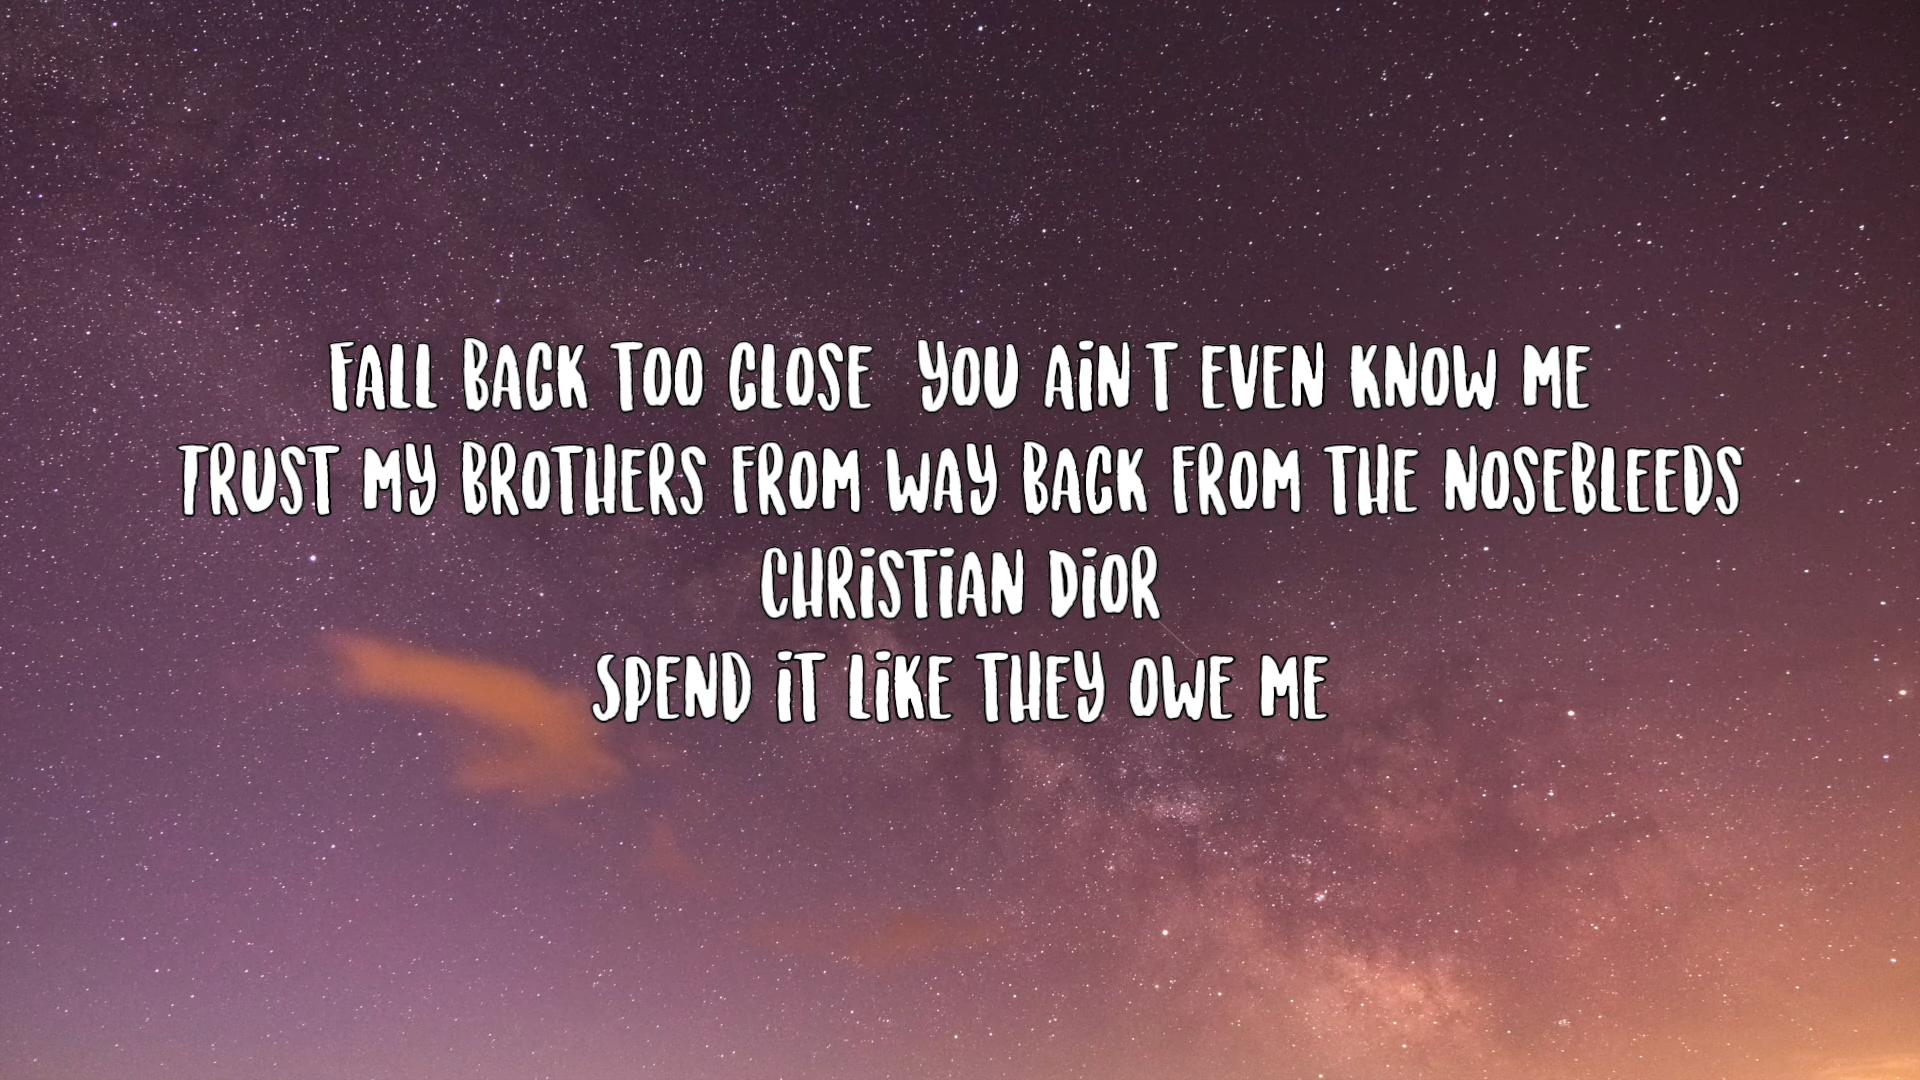 FALL BACK TOO CLOSE  YOU AIN T EVEN KNOW ME
TRUST MY BROTHERS FROM WAY BACK FROM THE NOSEBLEEDS
CHRISTIAN DIOR
SPEND IT LIKE THEY OWE ME